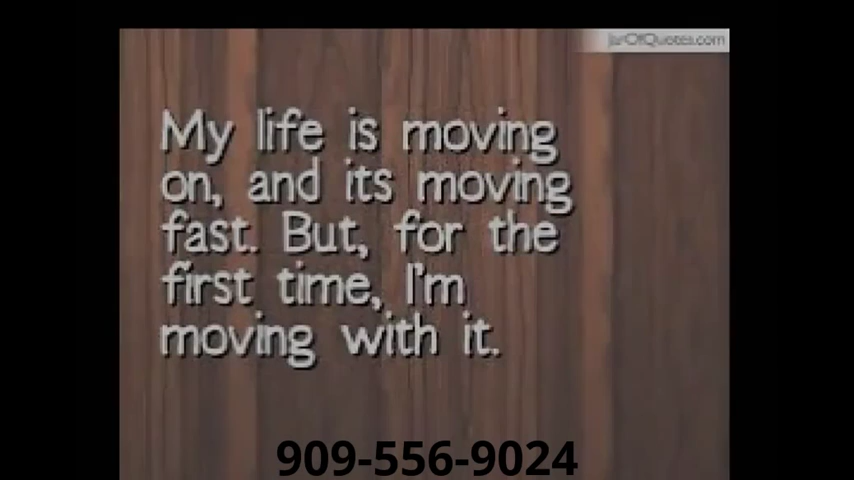 JarOfQuotes.com
My life is moving
on, and its moving
fast. But, for the
first time, I'm
moving with it.
909-556-9024